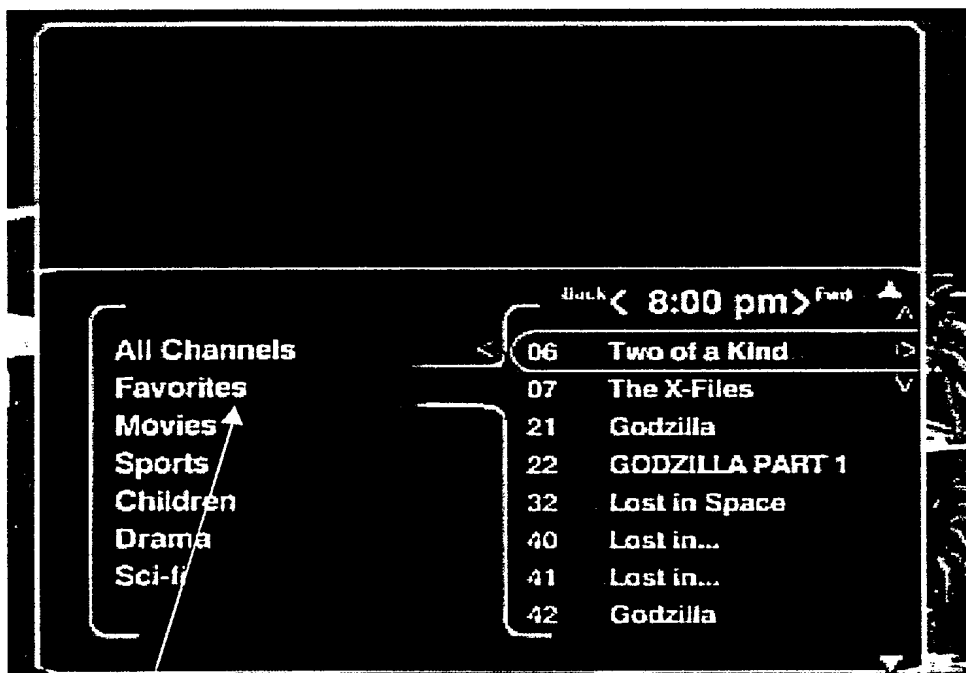 Back < 8:00 pm > Fwd
All Channels
Favorites
Movies
Sports
Children
Drama
Sci-fi
06 Two of a Kind
07 The X-Files
21 Godzilla
22 GODZILLA PART 1
32 Lost in Space
40 Lost in...
41 Lost in...
42 Godzilla